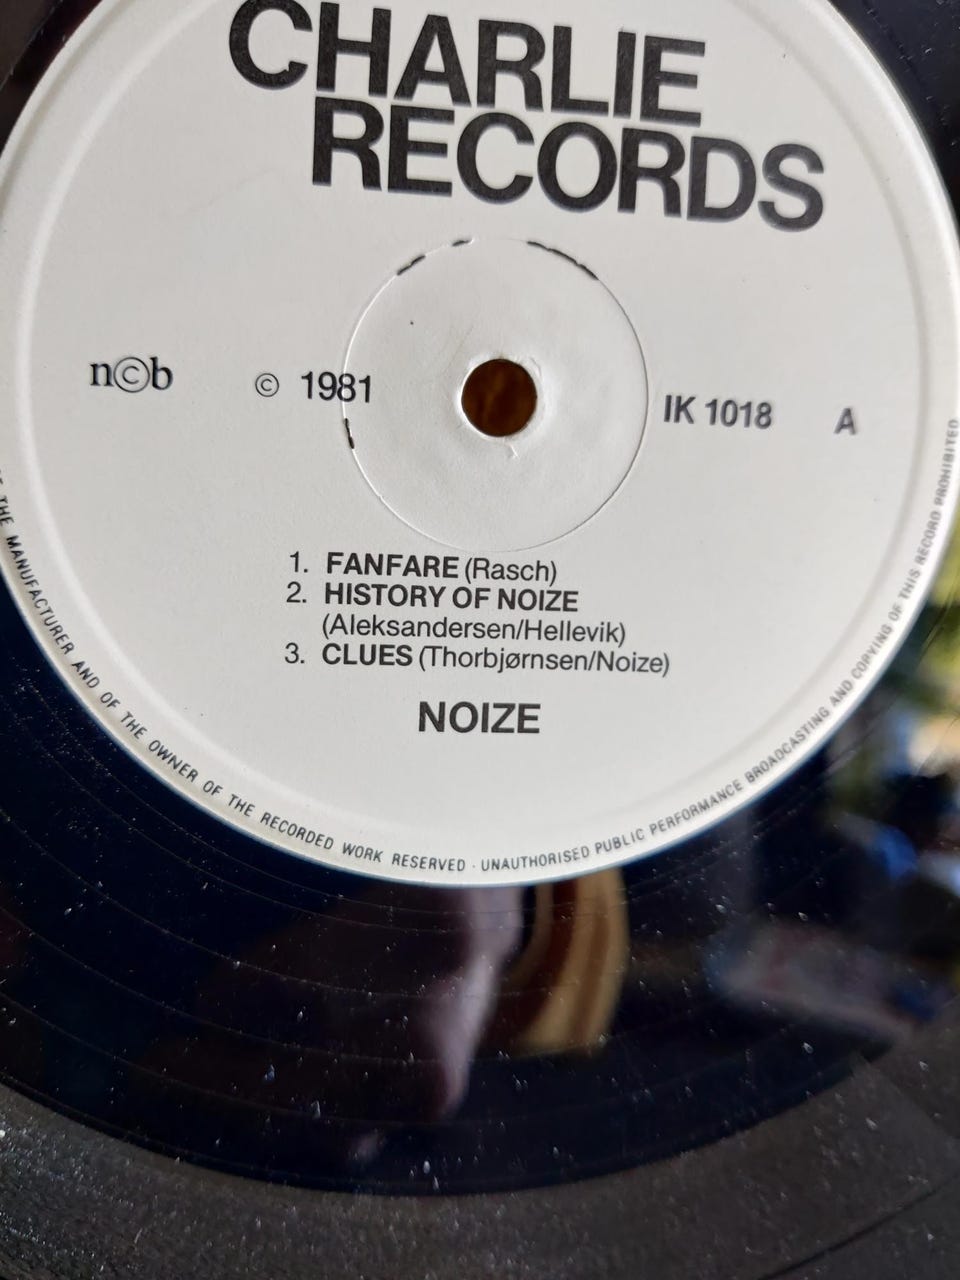 CHARLIE
RECORDS
n©b © 1981 IK 1018 A
1. FANFARE (Rasch)
2. HISTORY OF NOIZE
(Aleksandersen/Hellevik)
3. CLUES (Thorbjørnsen/Noize)
NOIZE
THE MANUFACTURER AND OF THE OWNER OF THE RECORDED WORK RESERVED · UNAUTHORISED PUBLIC PERFORMANCE BROADCASTING AND COPYING OF THIS RECORD PROHIBITED